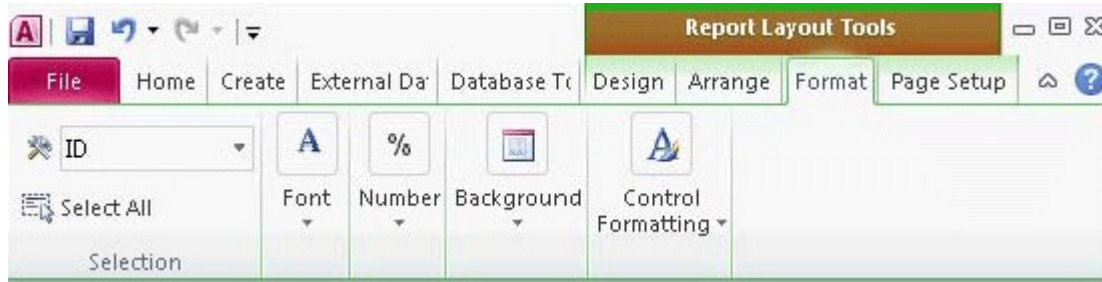 A
Report Layout Tools
File Home Create External Da Database To Design Arrange Format Page Setup ?
ID A %
Select All Font Number Background Control
Formatting
Selection